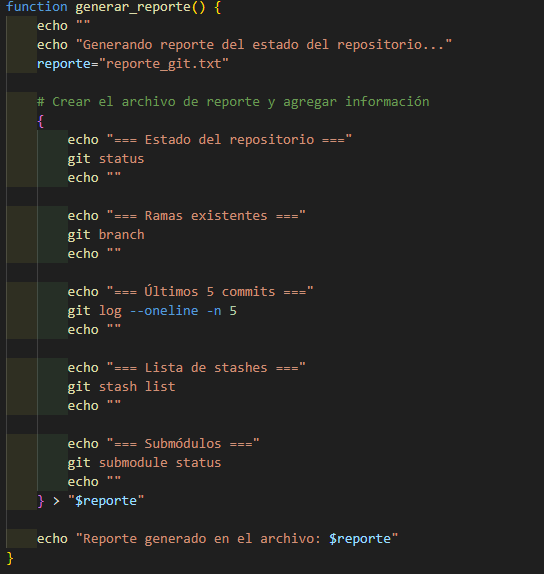 function generar_reporte() {
    echo ""
    echo "Generando reporte del estado del repositorio..."
    reporte="reporte_git.txt"

    # Crear el archivo de reporte y agregar información
    {
        echo "=== Estado del repositorio ==="
        git status
        echo ""

        echo "=== Ramas existentes ==="
        git branch
        echo ""

        echo "=== Últimos 5 commits ==="
        git log --oneline -n 5
        echo ""

        echo "=== Lista de stashes ==="
        git stash list
        echo ""

        echo "=== Submódulos ==="
        git submodule status
        echo ""
    } > "$reporte"

    echo "Reporte generado en el archivo: $reporte"
}